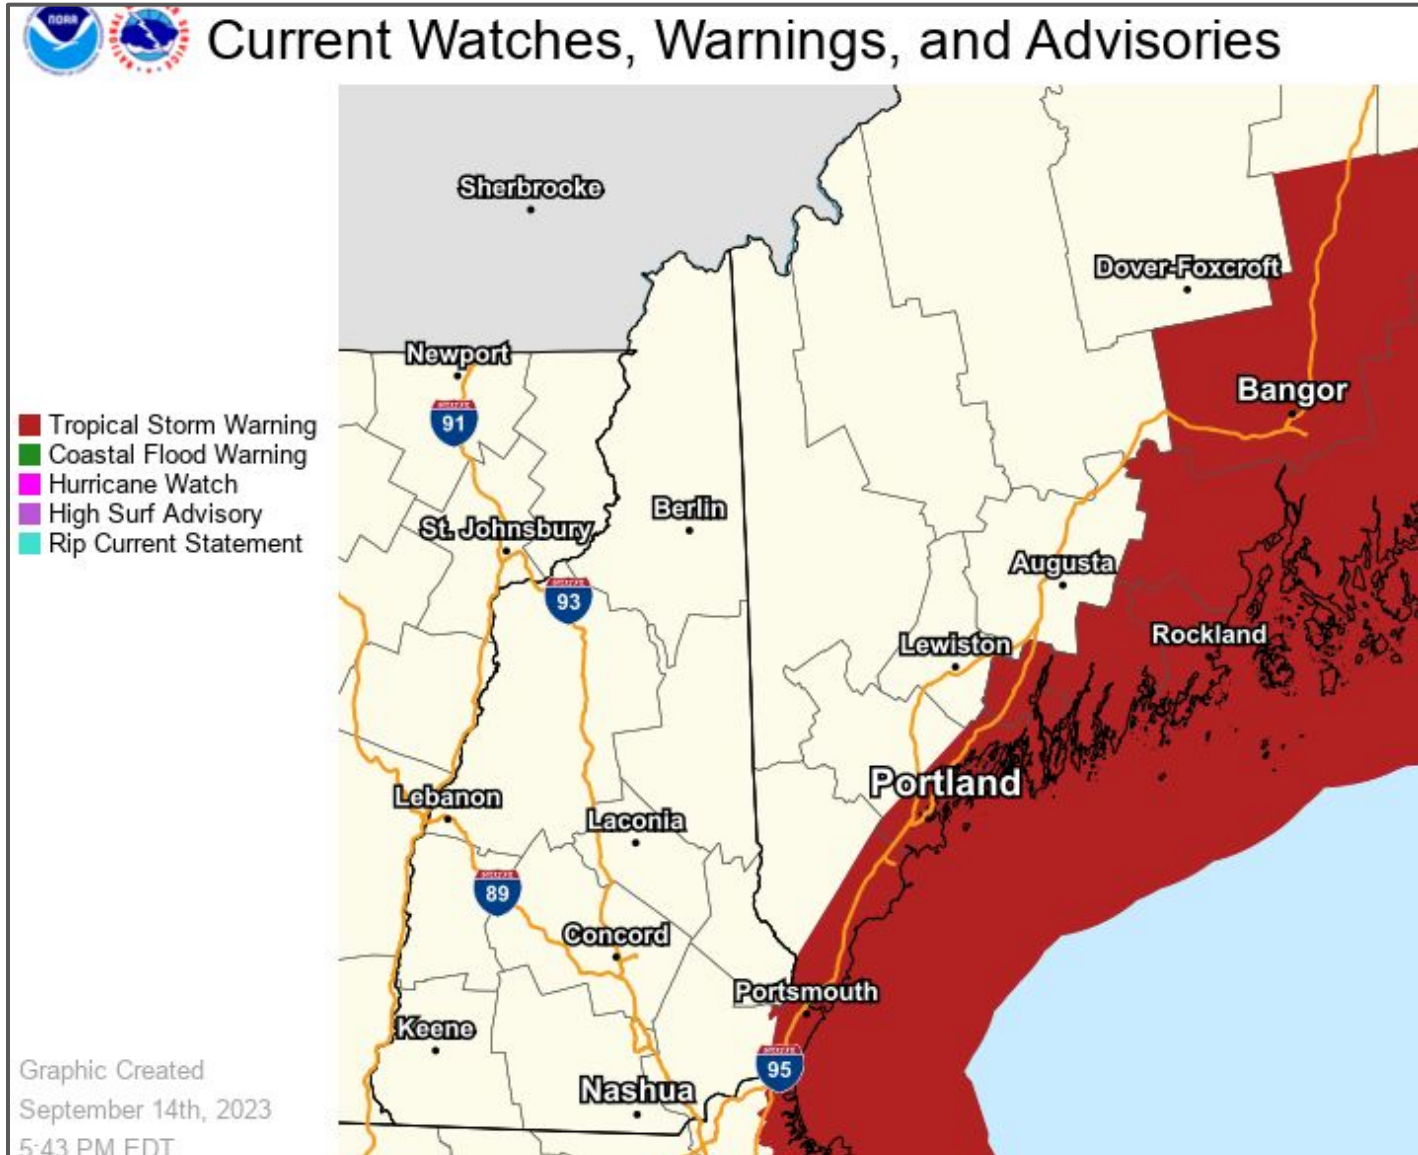 NOAA
Current Watches, Warnings, and Advisories
Sherbrooke
Dover-Foxcroft
Newport
Bangor
91
Tropical Storm Warning
Coastal Flood Warning
Hurricane Watch
High Surf Advisory
Rip Current Statement
Berlin
St. Johnsbury
Augusta
93
Rockland
Lewiston
Portland
Lebanon
Laconia
89
Concord
Portsmouth
Keene
95
Nashua
Graphic Created
September 14th, 2023
5:43 PM EDT